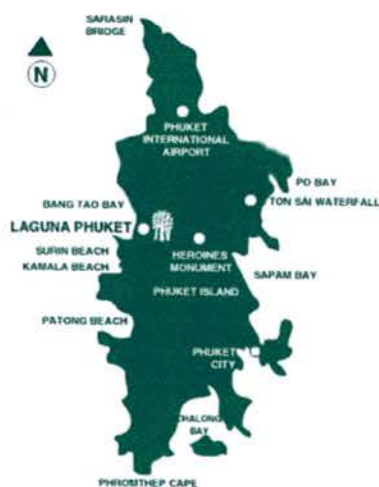 SARASIN
BRIDGE
N
PHUKET
INTERNATIONAL
AIRPORT
PO BAY
TON SAI WATERFALL
BANG TAO BAY
LAGUNA PHUKET
SURIN BEACH
KAMALA BEACH
HEROINES
MONUMENT
SAPAM BAY
PHUKET ISLAND
PATONG BEACH
PHUKET
CITY
CHALONG
BAY
PHROMTHEP CAPE